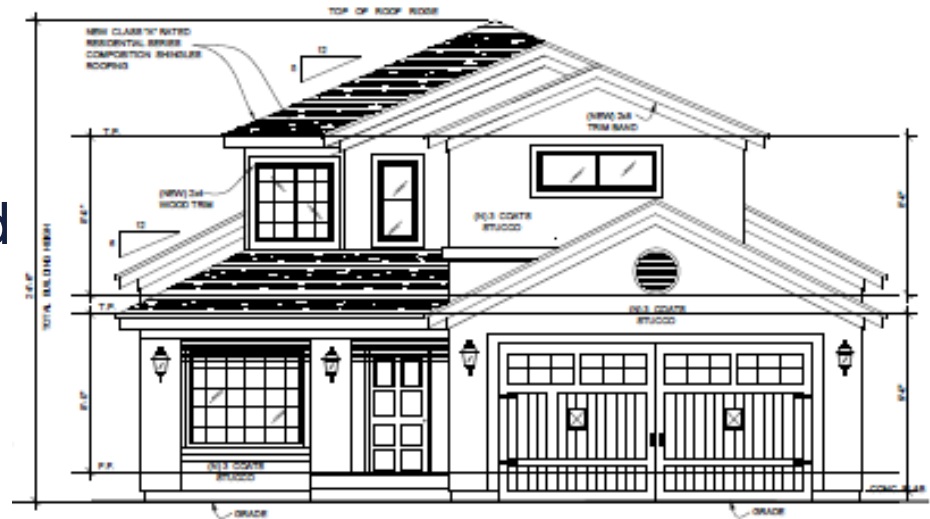 TOP OF ROOF RIDGE
NEW CLASS "A" RATED
RESIDENTIAL SERIES
COMPOSITION SHINGLES
ROOFING
12
T.P.
(NEW) 2x8
TRIM BAND
(NEW) 2x4
WOOD TRIM
12
(N) 3 COATS
STUCCO
TOTAL BUILDING HEIGH
T.P.
(N) 3 COATS
STUCCO
F.F.
(N) 3 COATS
STUCCO
CONC. SLAB
GRADE
GRADE
d